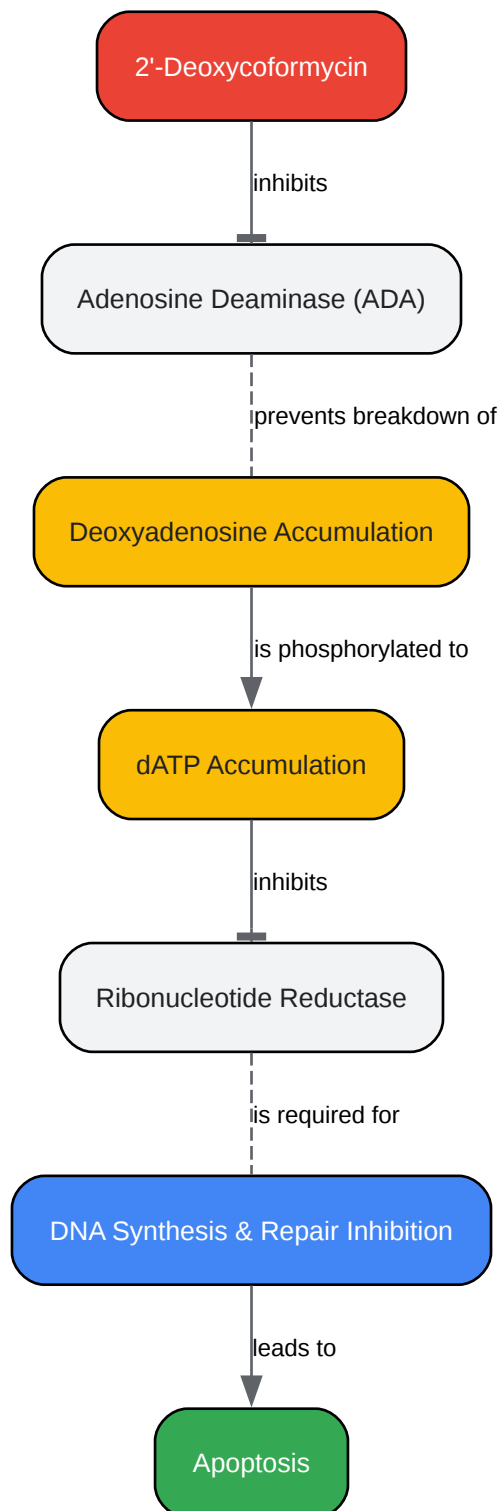 2'-Deoxycoformycin
inhibits
Adenosine Deaminase (ADA)
prevents breakdown of
Deoxyadenosine Accumulation
is phosphorylated to
dATP Accumulation
inhibits
Ribonucleotide Reductase
is required for
DNA Synthesis & Repair Inhibition
leads to
Apoptosis